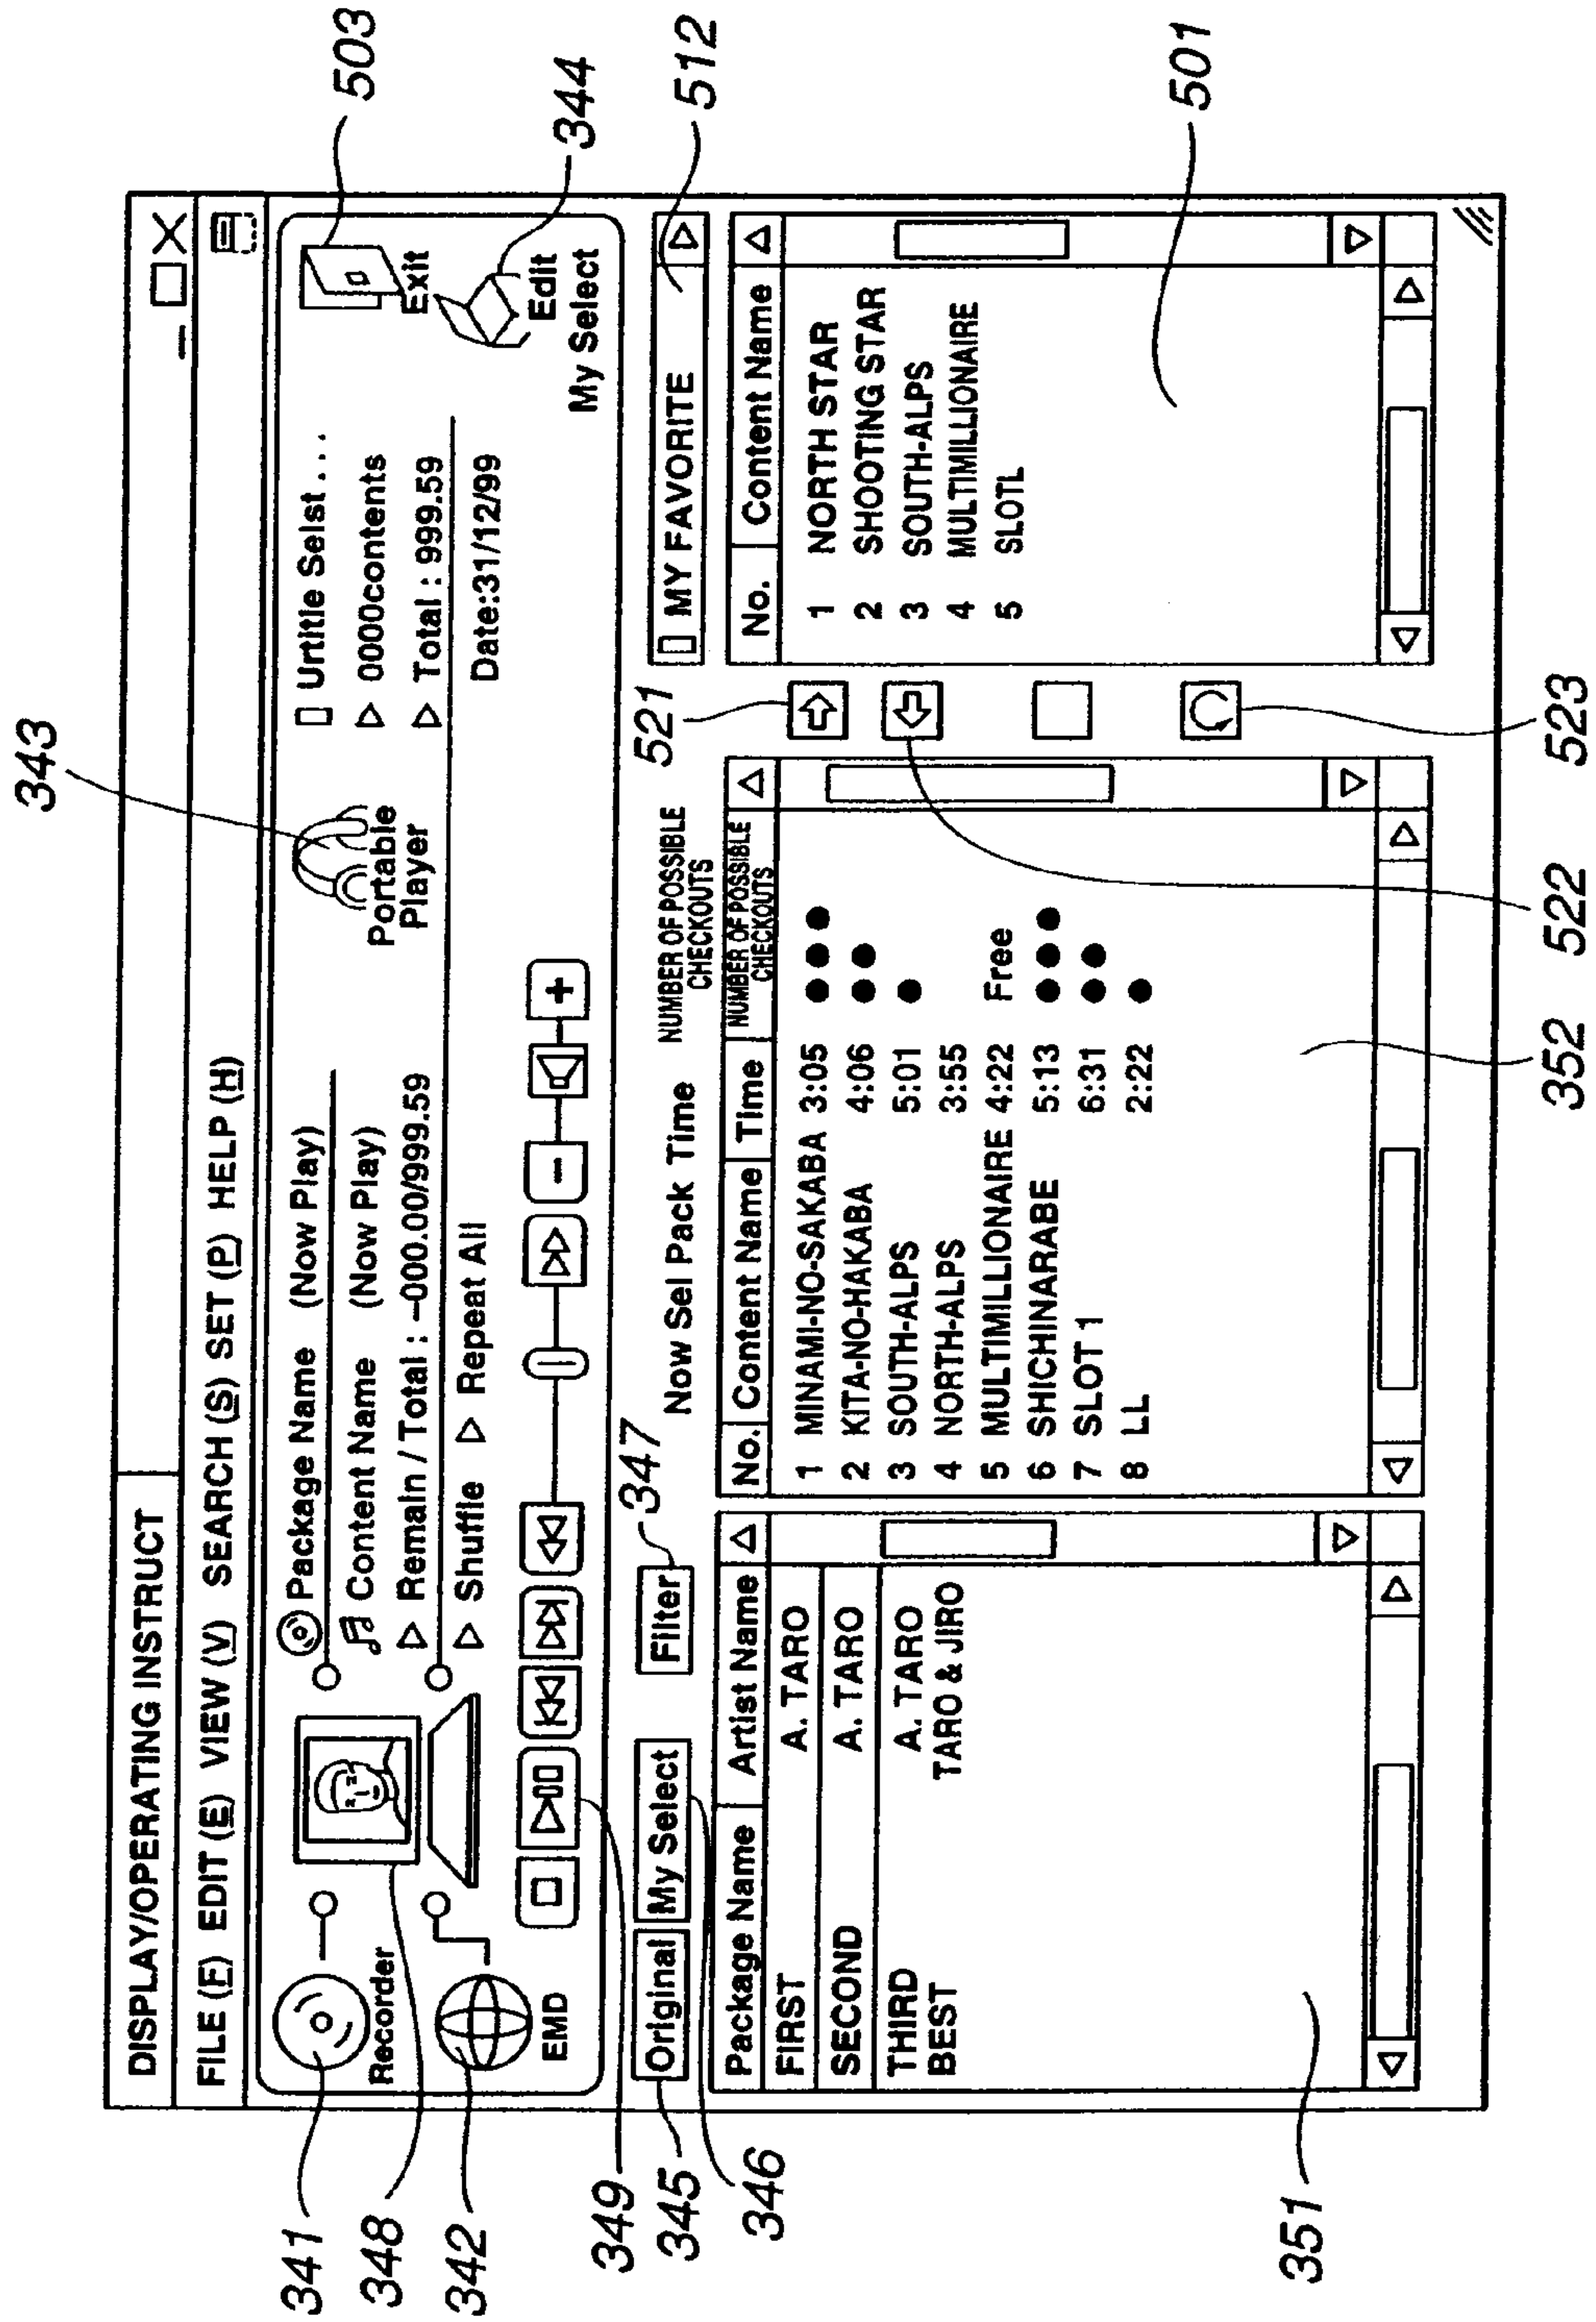 343
503
344
512
501
DISPLAY/OPERATING INSTRUCT
FILE (F) EDIT (E) VIEW (V) SEARCH (S) SET (P) HELP (H)
341
348
342
349
345
346
351
Recorder
EMD
Package Name (Now Play)
Content Name (Now Play)
Remain / Total : -000.00/999.59
Shuffle Repeat All
Portable
Player
Urtitle Selst...
0000contents
Total : 999.59
Date:31/12/99
Exit
Edit
My Select
- +
Original My Select Filter 347
Now Sel Pack Time
NUMBER OF POSSIBLE
CHECKOUTS
521
MY FAVORITE
Package Name Artist Name
FIRST A. TARO
SECOND A. TARO
THIRD A. TARO
BEST TARO & JIRO
No. Content Name Time NUMBER OF POSSIBLE
CHECKOUTS
1 MINAMI-NO-SAKABA 3:05 ●●●
2 KITA-NO-HAKABA 4:06 ●●
3 SOUTH-ALPS 5:01 ●
4 NORTH-ALPS 3:55
5 MULTIMILLIONAIRE 4:22 Free
6 SHICHINARABE 5:13 ●●●
7 SLOT 1 6:31 ●●
8 LL 2:22 ●
No. Content Name
1 NORTH STAR
2 SHOOTING STAR
3 SOUTH-ALPS
4 MULTIMILLIONAIRE
5 SLOTL
352
522
523